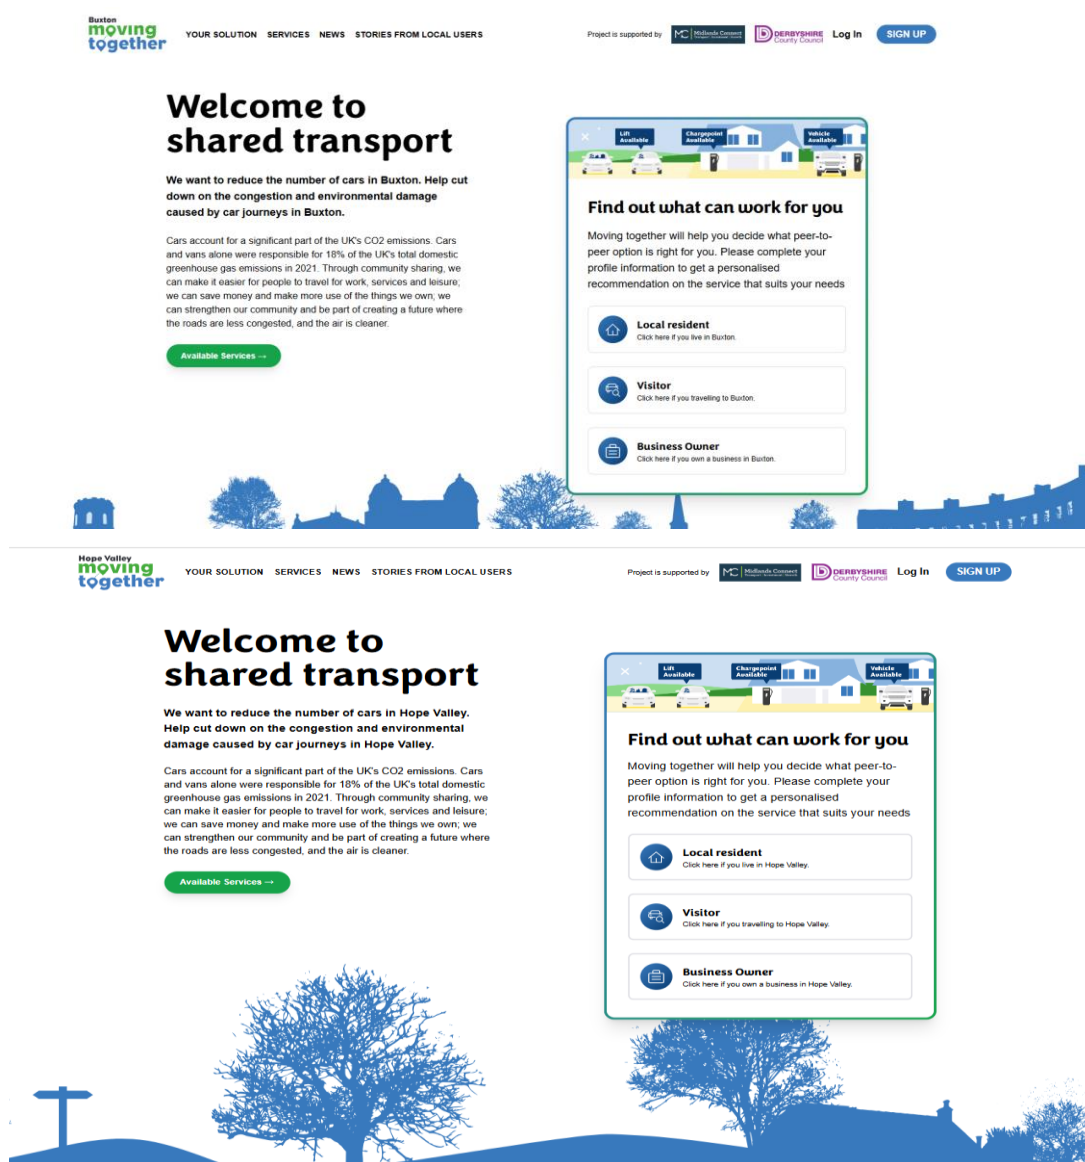 Buxton
moving
together
YOUR SOLUTION SERVICES NEWS STORIES FROM LOCAL USERS
Project is supported by
MC Midlands Connect
DERBYSHIRE
County Council
Log In
SIGN UP
Welcome to
shared transport
We want to reduce the number of cars in Buxton. Help cut
down on the congestion and environmental damage
caused by car journeys in Buxton.
Cars account for a significant part of the UK's CO2 emissions. Cars
and vans alone were responsible for 18% of the UK's total domestic
greenhouse gas emissions in 2021. Through community sharing, we
can make it easier for people to travel for work, services and leisure;
we can save money and make more use of the things we own; we
can strengthen our community and be part of creating a future where
the roads are less congested, and the air is cleaner.
Available Services →
Lift
Available
Chargepoint
Available
Vehicle
Available
Find out what can work for you
Moving together will help you decide what peer-to-
peer option is right for you. Please complete your
profile information to get a personalised
recommendation on the service that suits your needs
Local resident
Click here if you live in Buxton.
Visitor
Click here if you travelling to Buxton.
Business Owner
Click here if you own a business in Buxton.
Hope Valley
moving
together
YOUR SOLUTION SERVICES NEWS STORIES FROM LOCAL USERS
Project is supported by
MC Midlands Connect
DERBYSHIRE
County Council
Log In
SIGN UP
Welcome to
shared transport
We want to reduce the number of cars in Hope Valley.
Help cut down on the congestion and environmental
damage caused by car journeys in Hope Valley.
Cars account for a significant part of the UK's CO2 emissions. Cars
and vans alone were responsible for 18% of the UK's total domestic
greenhouse gas emissions in 2021. Through community sharing, we
can make it easier for people to travel for work, services and leisure;
we can save money and make more use of the things we own; we
can strengthen our community and be part of creating a future where
the roads are less congested, and the air is cleaner.
Available Services →
Lift
Available
Chargepoint
Available
Vehicle
Available
Find out what can work for you
Moving together will help you decide what peer-to-
peer option is right for you. Please complete your
profile information to get a personalised
recommendation on the service that suits your needs
Local resident
Click here if you live in Hope Valley.
Visitor
Click here if you travelling to Hope Valley.
Business Owner
Click here if you own a business in Hope Valley.